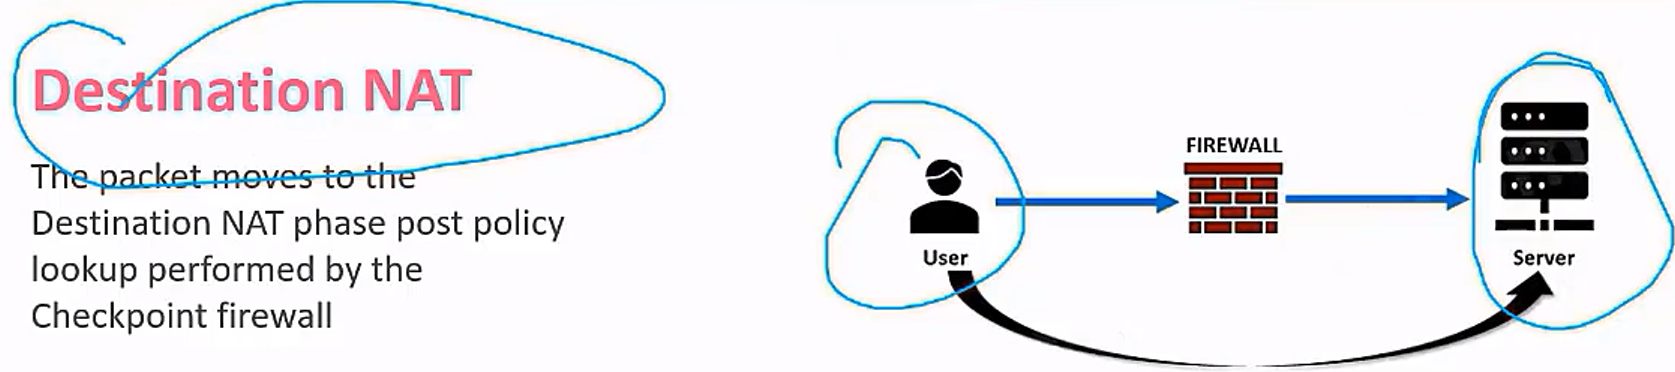 Destination NAT
The packet moves to the
Destination NAT phase post policy
lookup performed by the
Checkpoint firewall
FIREWALL
User
Server